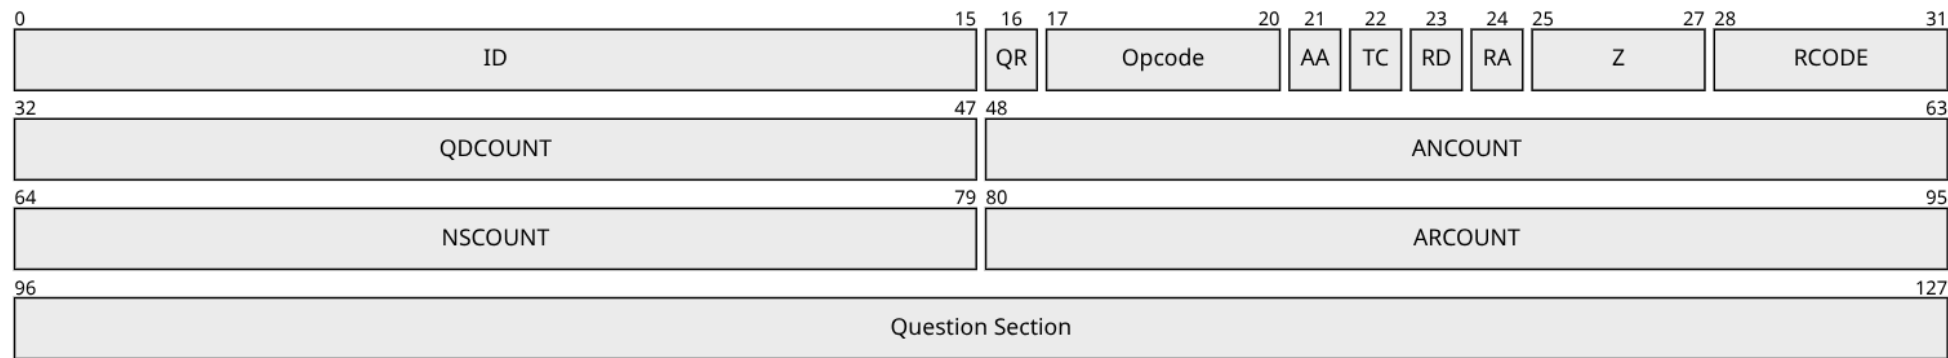 0 15 16 17 20 21 22 23 24 25 27 28 31
ID QR Opcode AA TC RD RA Z RCODE
32 47 48 63
QDCOUNT ANCOUNT
64 79 80 95
NSCOUNT ARCOUNT
96 127
Question Section